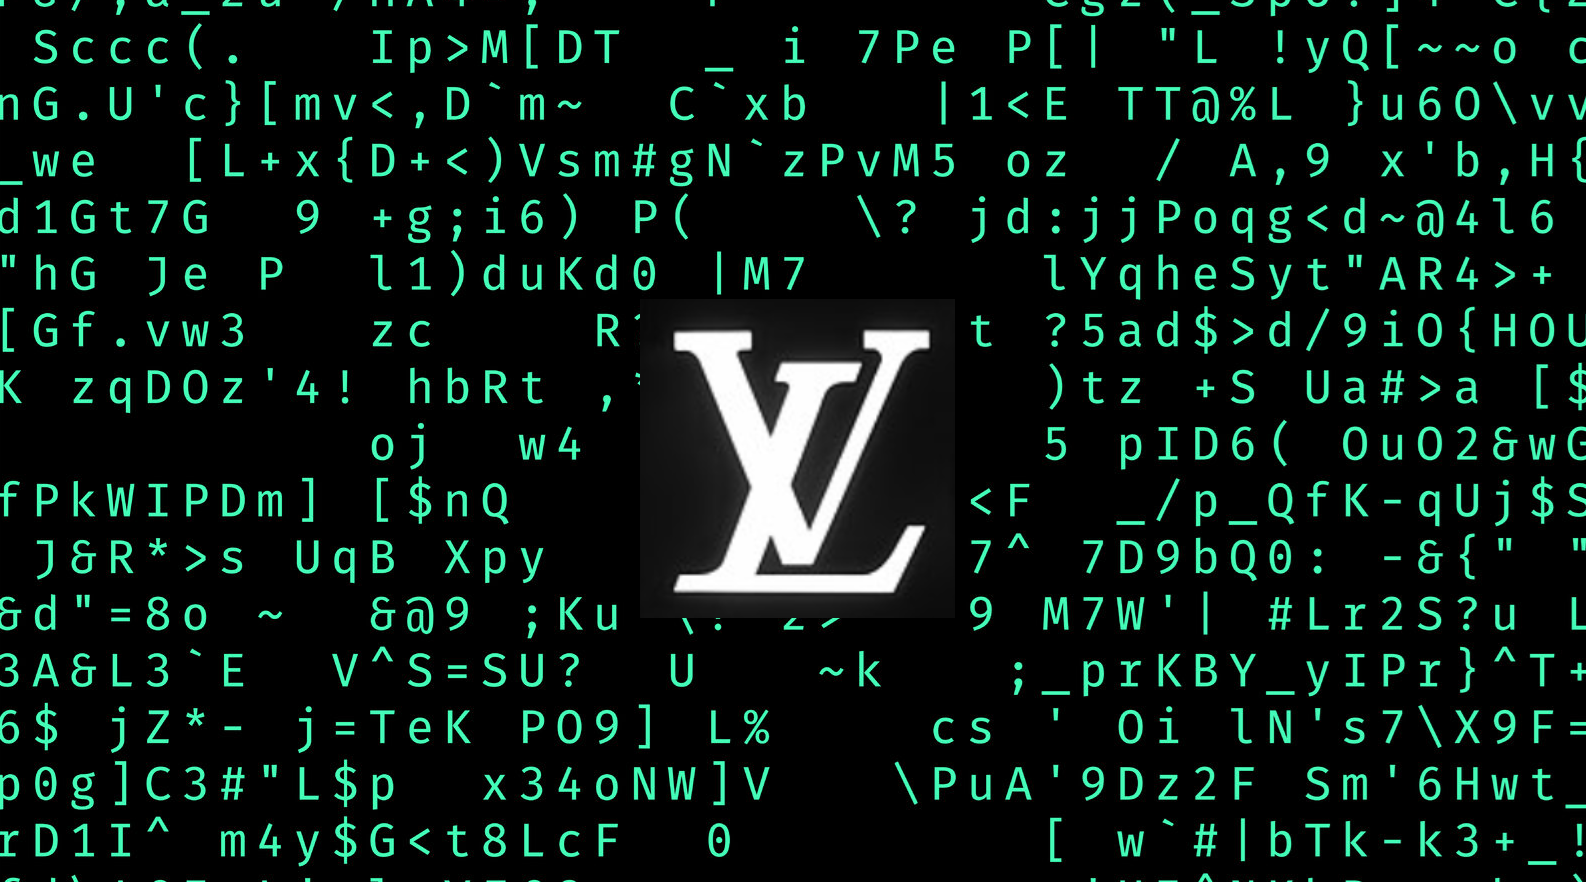 Sccc(. Ip>M[DT _ i 7Pe P[| "L !yQ[~~o c
nG.U'c}[mv<,D`m~ C`xb |1<E TT@%L }u6O\vv
_we [L+x{D+<)Vsm#gN`zPvM5 oz / A,9 x'b,H{
d1Gt7G 9 +g;i6) P( \? jd:jjPoqg<d~@4l6
"hG Je P l1)duKd0 |M7 lYqheSyt"AR4>+
[Gf.vw3 zc R t ?5ad$>d/9iO{HOU
K zqDOz'4! hbRt , )tz +S Ua#>a [$
oj w4 5 pID6( OuO2&wG
fPkWIPDm] [$nQ <F _/p_QfK-qUj$S
J&R*>s UqB Xpy 7^ 7D9bQ0: -&{" "
&d"=8o ~ &@9 ;Ku 9 M7W'| #Lr2S?u L
3A&L3`E V^S=SU? U ~k ;_prKBY_yIPr}^T+
6$ jZ*- j=TeK PO9] L% cs ' Oi lN's7\X9F=
p0g]C3#"L$p x34oNW]V \PuA'9Dz2F Sm'6Hwt_
rD1I^ m4y$G<t8LcF 0 [ w`#|bTk-k3+_!
LV